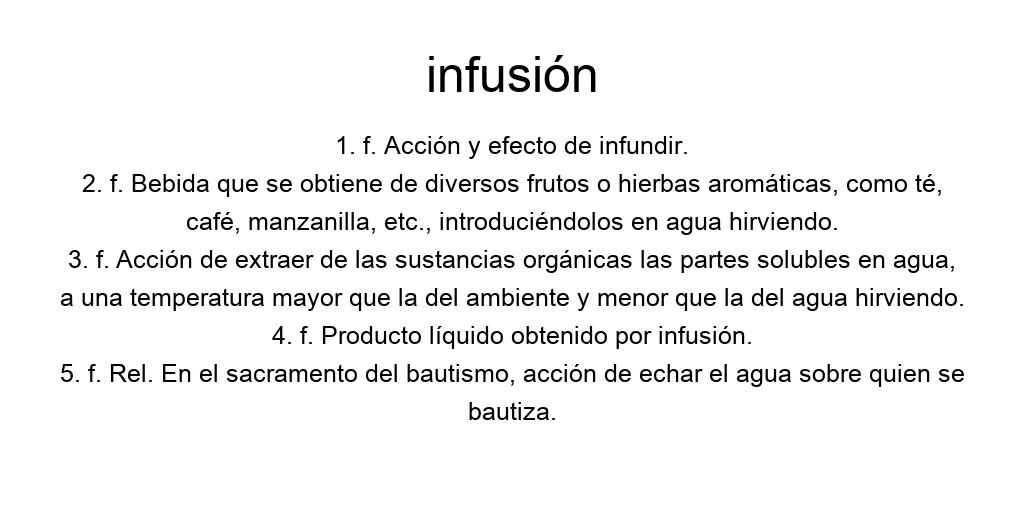 infusión
1. f. Acción y efecto de infundir.
2. f. Bebida que se obtiene de diversos frutos o hierbas aromáticas, como té,
café, manzanilla, etc., introduciéndolos en agua hirviendo.
3. f. Acción de extraer de las sustancias orgánicas las partes solubles en agua,
a una temperatura mayor que la del ambiente y menor que la del agua hirviendo.
4. f. Producto líquido obtenido por infusión.
5. f. Rel. En el sacramento del bautismo, acción de echar el agua sobre quien se
bautiza.